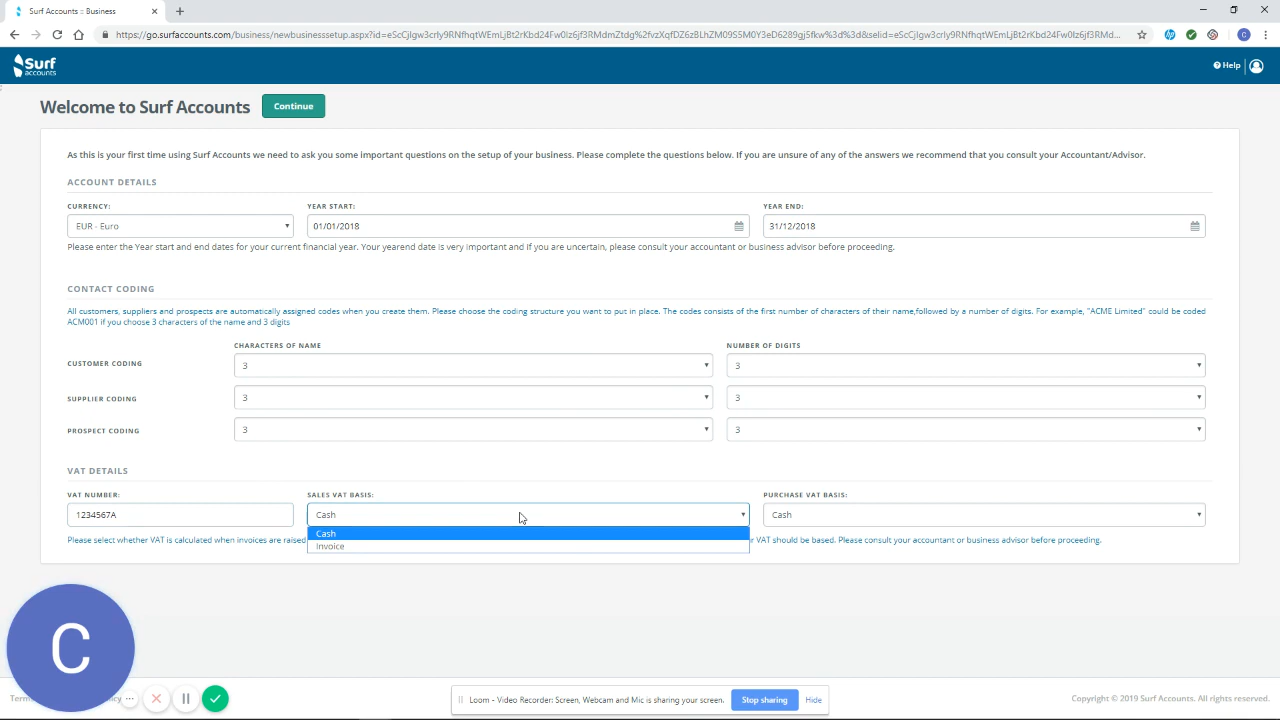 Surf Accounts :: Business
https://go.surfaccounts.com/business/newbusinesssetup.aspx?id=
Surf
accounts
Help
Welcome to Surf Accounts
Continue
As this is your first time using Surf Accounts we need to ask you some important questions on the setup of your business. Please complete the questions below. If you are unsure of any of the answers we recommend that you consult your Accountant/Advisor.
ACCOUNT DETAILS
CURRENCY: YEAR START: YEAR END:
EUR - Euro 01/01/2018 31/12/2018
Please enter the Year start and end dates for your current financial year. Your yearend date is very important and if you are uncertain, please consult your accountant or business advisor before proceeding.
CONTACT CODING
All customers, suppliers and prospects are automatically assigned codes when you create them. Please choose the coding structure you want to put in place. The codes consists of the first number of characters of their name,followed by a number of digits. For example, "ACME Limited" could be coded
ACM001 if you choose 3 characters of the name and 3 digits
CHARACTERS OF NAME NUMBER OF DIGITS
CUSTOMER CODING 3 3
SUPPLIER CODING 3 3
PROSPECT CODING 3 3
VAT DETAILS
VAT NUMBER: SALES VAT BASIS: PURCHASE VAT BASIS:
1234567A Cash Cash
Cash
Please select whether VAT is calculated when invoices are raised VAT should be based. Please consult your accountant or business advisor before proceeding.
Invoice
C
Loom - Video Recorder: Screen, Webcam and Mic is sharing your screen. Stop sharing Hide
Copyright © 2019 Surf Accounts. All rights reserved.